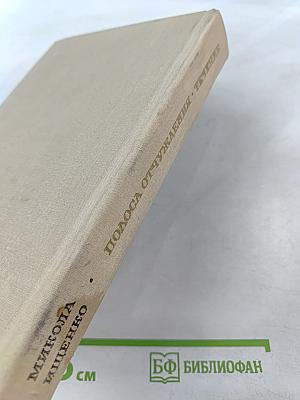 МИКОЛА
ИЩЕНКО
ПОЛОСА ОТЧУЖДЕНИЯ ·
см
БФ БИБЛИОФАН